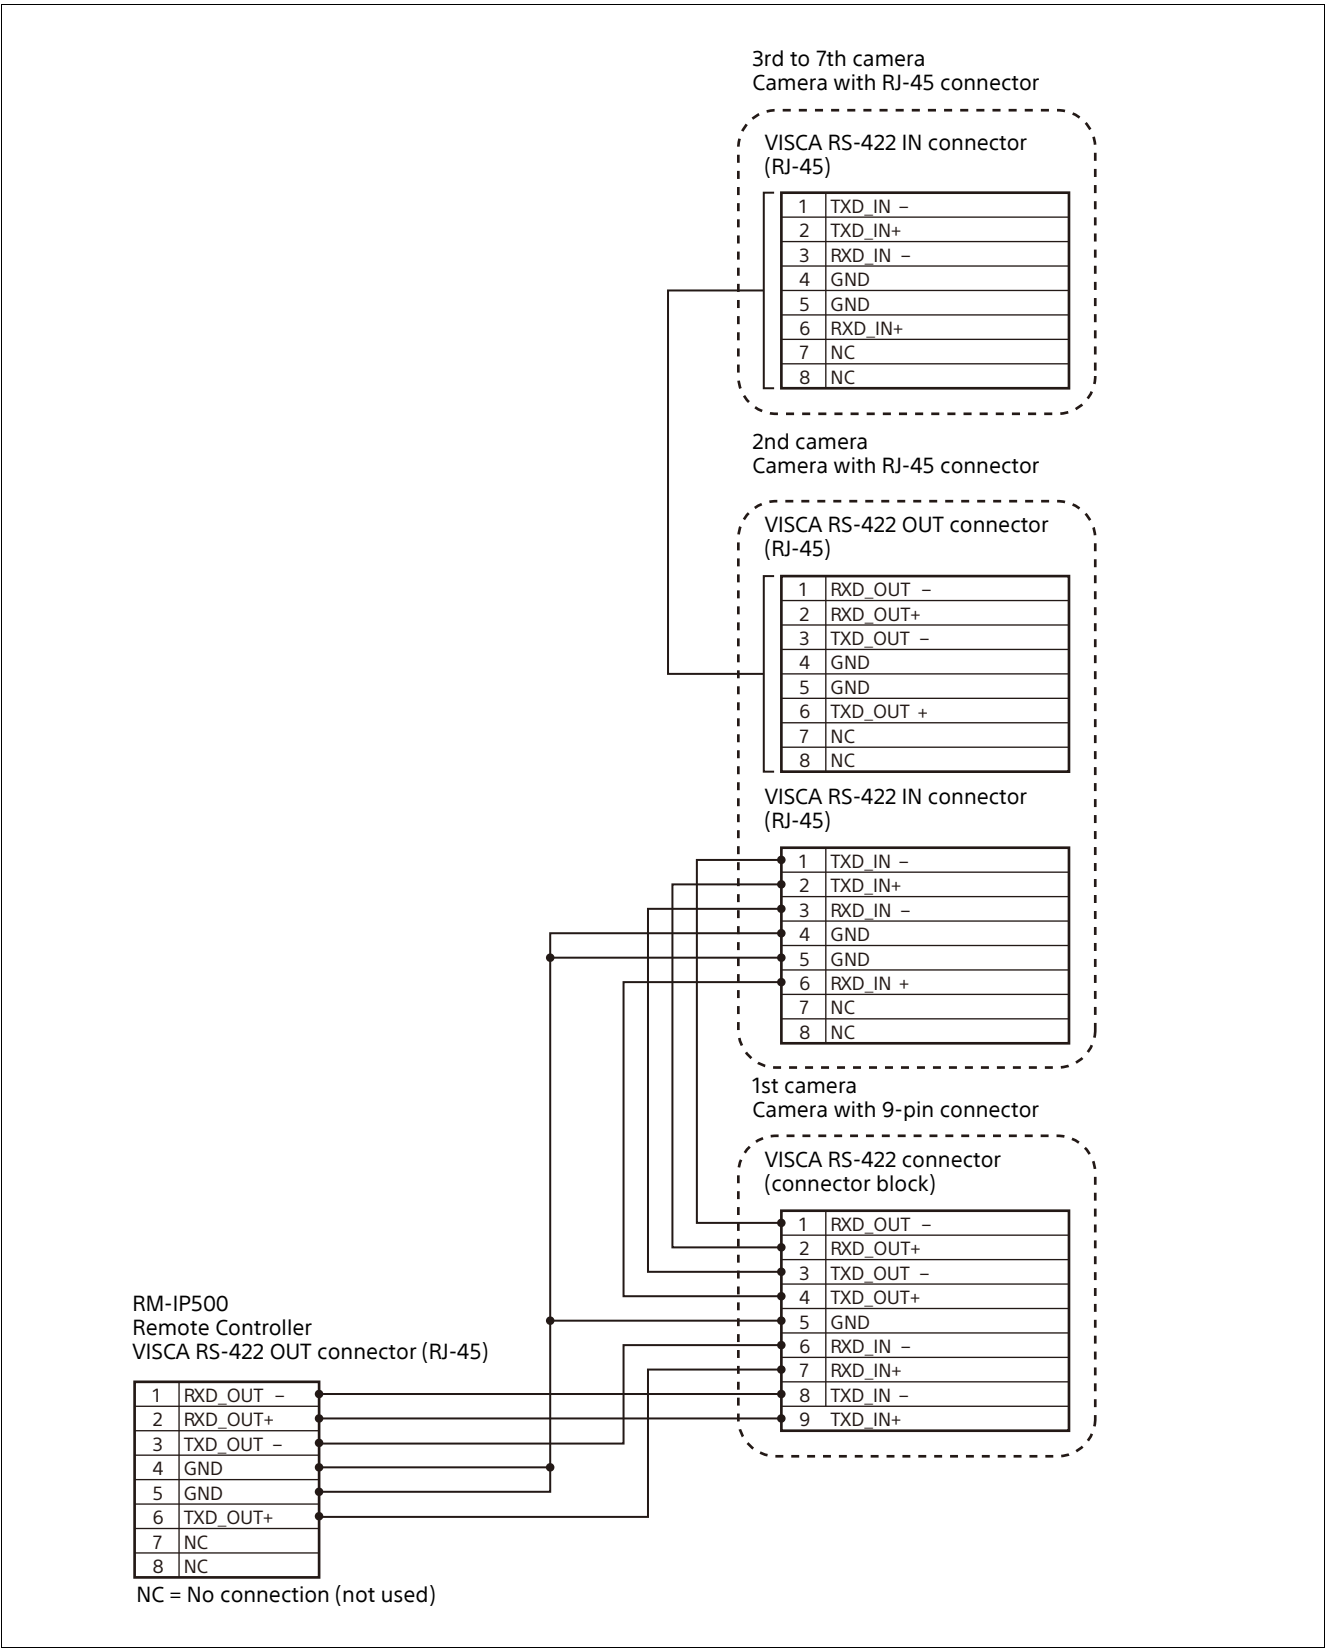 3rd to 7th camera
Camera with RJ-45 connector
VISCA RS-422 IN connector
(RJ-45)
1 TXD_IN –
2 TXD_IN+
3 RXD_IN –
4 GND
5 GND
6 RXD_IN+
7 NC
8 NC
2nd camera
Camera with RJ-45 connector
VISCA RS-422 OUT connector
(RJ-45)
1 RXD_OUT –
2 RXD_OUT+
3 TXD_OUT –
4 GND
5 GND
6 TXD_OUT +
7 NC
8 NC
VISCA RS-422 IN connector
(RJ-45)
1 TXD_IN –
2 TXD_IN+
3 RXD_IN –
4 GND
5 GND
6 RXD_IN +
7 NC
8 NC
1st camera
Camera with 9-pin connector
VISCA RS-422 connector
(connector block)
1 RXD_OUT –
2 RXD_OUT+
3 TXD_OUT –
4 TXD_OUT+
5 GND
6 RXD_IN –
7 RXD_IN+
8 TXD_IN –
9 TXD_IN+
RM-IP500
Remote Controller
VISCA RS-422 OUT connector (RJ-45)
1 RXD_OUT –
2 RXD_OUT+
3 TXD_OUT –
4 GND
5 GND
6 TXD_OUT+
7 NC
8 NC
NC = No connection (not used)